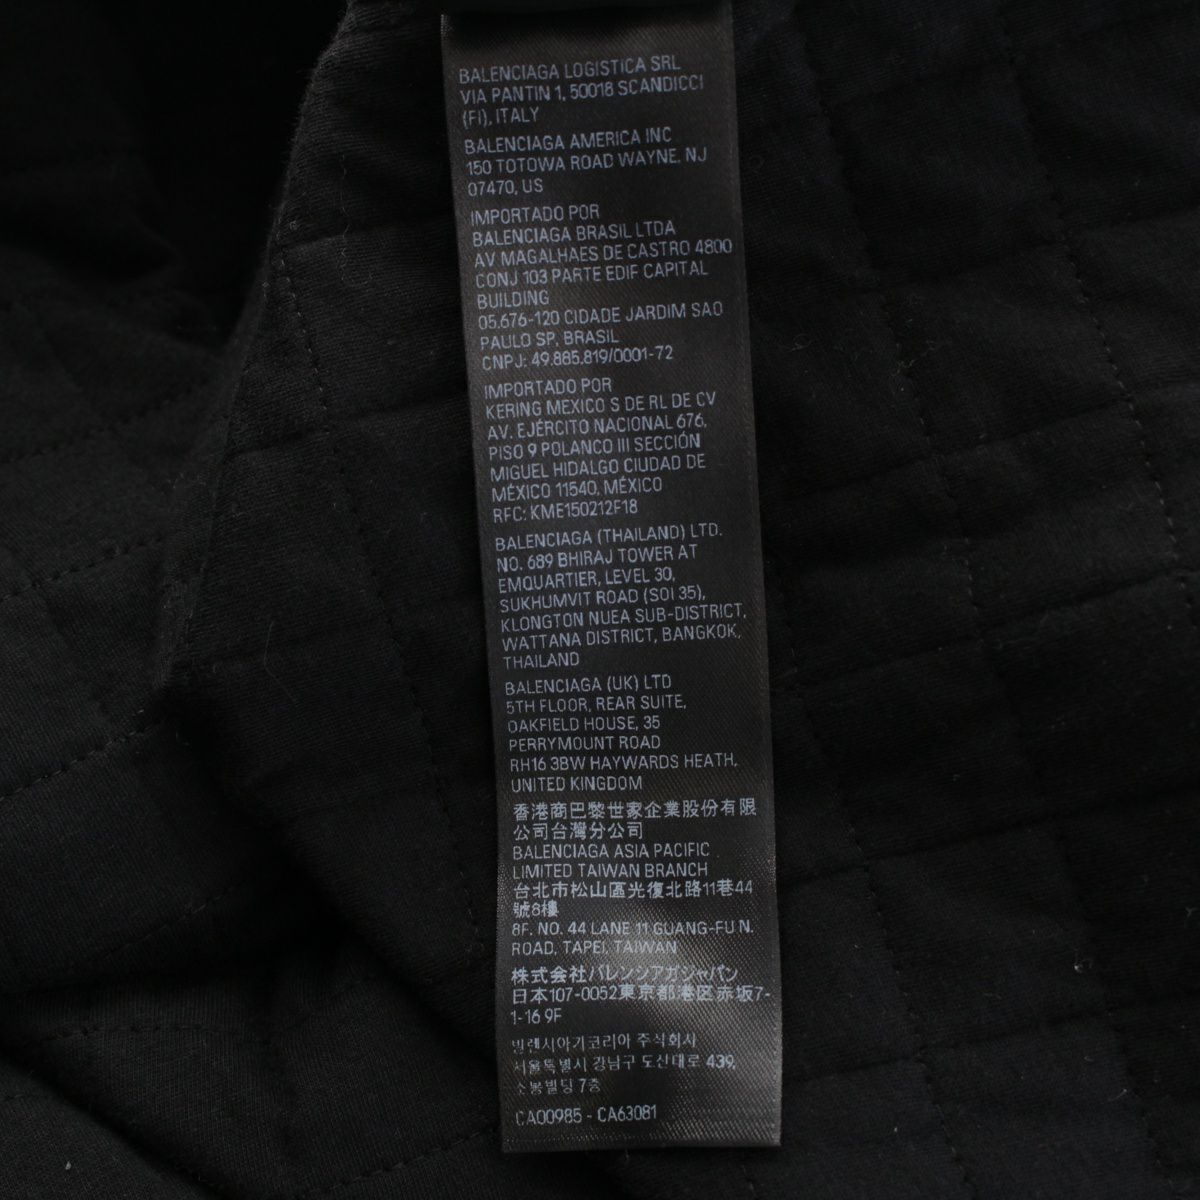 BALENCIAGA LOGISTICA SRL
VIA PANTIN 1, 50018 SCANDICCI
(FI), ITALY
BALENCIAGA AMERICA INC
150 TOTOWA ROAD WAYNE, NJ
07470, US
IMPORTADO POR
BALENCIAGA BRASIL LTDA
AV MAGALHAES DE CASTRO 4800
CONJ 103 PARTE EDIF CAPITAL
BUILDING
05.676-120 CIDADE JARDIM SAO
PAULO SP, BRASIL
CNPJ: 49.885.819/0001-72
IMPORTADO POR
KERING MEXICO S DE RL DE CV
AV. EJÉRCITO NACIONAL 676,
PISO 9 POLANCO III SECCIÓN
MIGUEL HIDALGO CIUDAD DE
MÉXICO 11540, MÉXICO
RFC: KME150212F18
BALENCIAGA (THAILAND) LTD.
NO. 689 BHIRAJ TOWER AT
EMQUARTIER, LEVEL 30,
SUKHUMVIT ROAD (SOI 35),
KLONGTON NUEA SUB-DISTRICT,
WATTANA DISTRICT, BANGKOK,
THAILAND
BALENCIAGA (UK) LTD
5TH FLOOR, REAR SUITE,
OAKFIELD HOUSE, 35
PERRYMOUNT ROAD
RH16 3BW HAYWARDS HEATH,
UNITED KINGDOM
香港商巴黎世家企業股份有限
公司台灣分公司
BALENCIAGA ASIA PACIFIC
LIMITED TAIWAN BRANCH
台北市松山區光復北路11巷44
號8樓
8F. NO. 44 LANE 11 GUANG-FU N.
ROAD, TAPEI, TAIWAN
株式会社バレンシアガジャパン
日本107-0052東京都港区赤坂7-
1-16 9F
발렌시아가코리아 주식회사
서울특별시 강남구 도산대로 439,
소봉빌딩 7층
CA00985 - CA63081